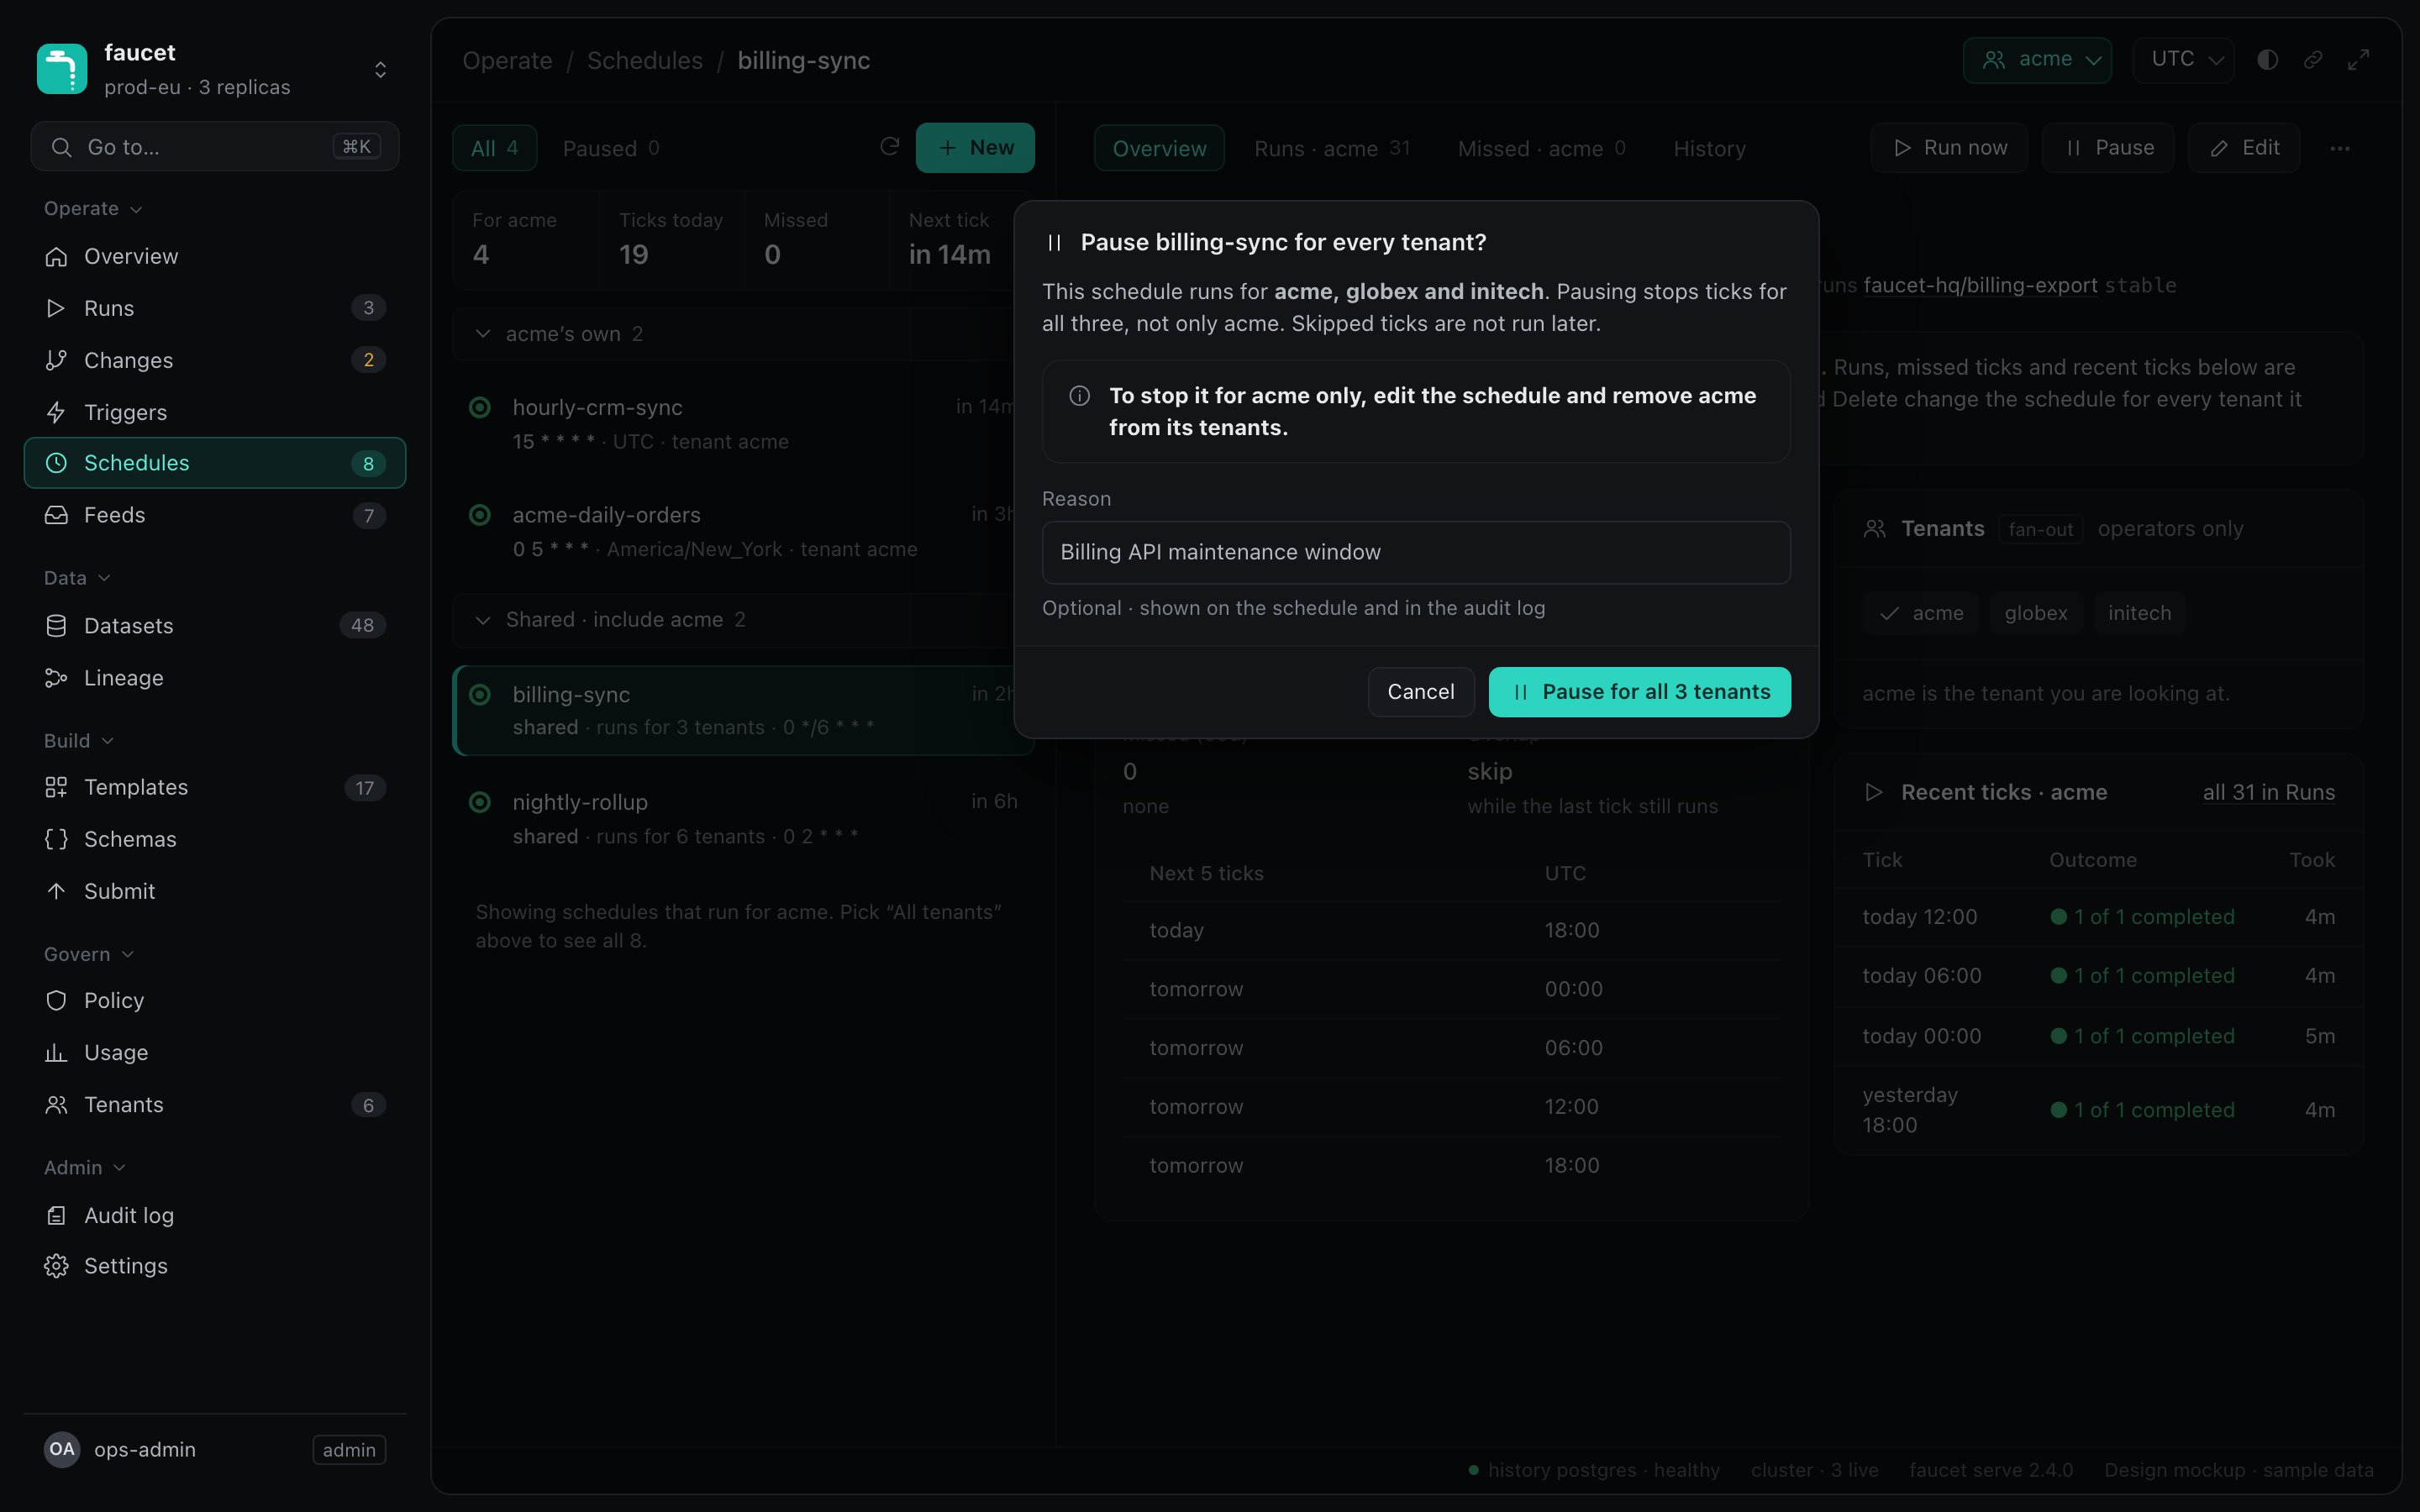 faucet
prod-eu · 3 replicas
Go to...
⌘K
Operate
Overview
Runs 3
Changes 2
Triggers
Schedules 8
Feeds 7
Data
Datasets 48
Lineage
Build
Templates 17
Schemas
Submit
Govern
Policy
Usage
Tenants 6
Admin
Audit log
Settings
OA ops-admin admin
Operate / Schedules / billing-sync
acme
UTC
All 4
Paused 0
+ New
For acme
4
Ticks today
19
Missed
0
Next tick
in 14m
acme’s own 2
hourly-crm-sync
15 * * * * · UTC · tenant acme
acme-daily-orders
0 5 * * * · America/New_York · tenant acme
Shared · include acme 2
billing-sync
shared · runs for 3 tenants · 0 */6 * * *
nightly-rollup in 6h
shared · runs for 6 tenants · 0 2 * * *
Showing schedules that run for acme. Pick “All tenants”
above to see all 8.
Overview
Runs · acme 31
Missed · acme 0
History
Run now
Pause
Edit
faucet-hq/billing-export stable
Runs, missed ticks and recent ticks below are
Delete change the schedule for every tenant it
Pause billing-sync for every tenant?
This schedule runs for acme, globex and initech. Pausing stops ticks for
all three, not only acme. Skipped ticks are not run later.
To stop it for acme only, edit the schedule and remove acme
from its tenants.
Reason
Billing API maintenance window
Optional · shown on the schedule and in the audit log
Cancel
Pause for all 3 tenants
0
none
skip
while the last tick still runs
Next 5 ticks UTC
today 18:00
tomorrow 00:00
tomorrow 06:00
tomorrow 12:00
tomorrow 18:00
Tenants fan-out operators only
acme globex initech
acme is the tenant you are looking at.
Recent ticks · acme all 31 in Runs
Tick Outcome Took
today 12:00 1 of 1 completed 4m
today 06:00 1 of 1 completed 4m
today 00:00 1 of 1 completed 5m
yesterday
18:00 1 of 1 completed 4m
history postgres · healthy
cluster · 3 live
faucet serve 2.4.0
Design mockup · sample data